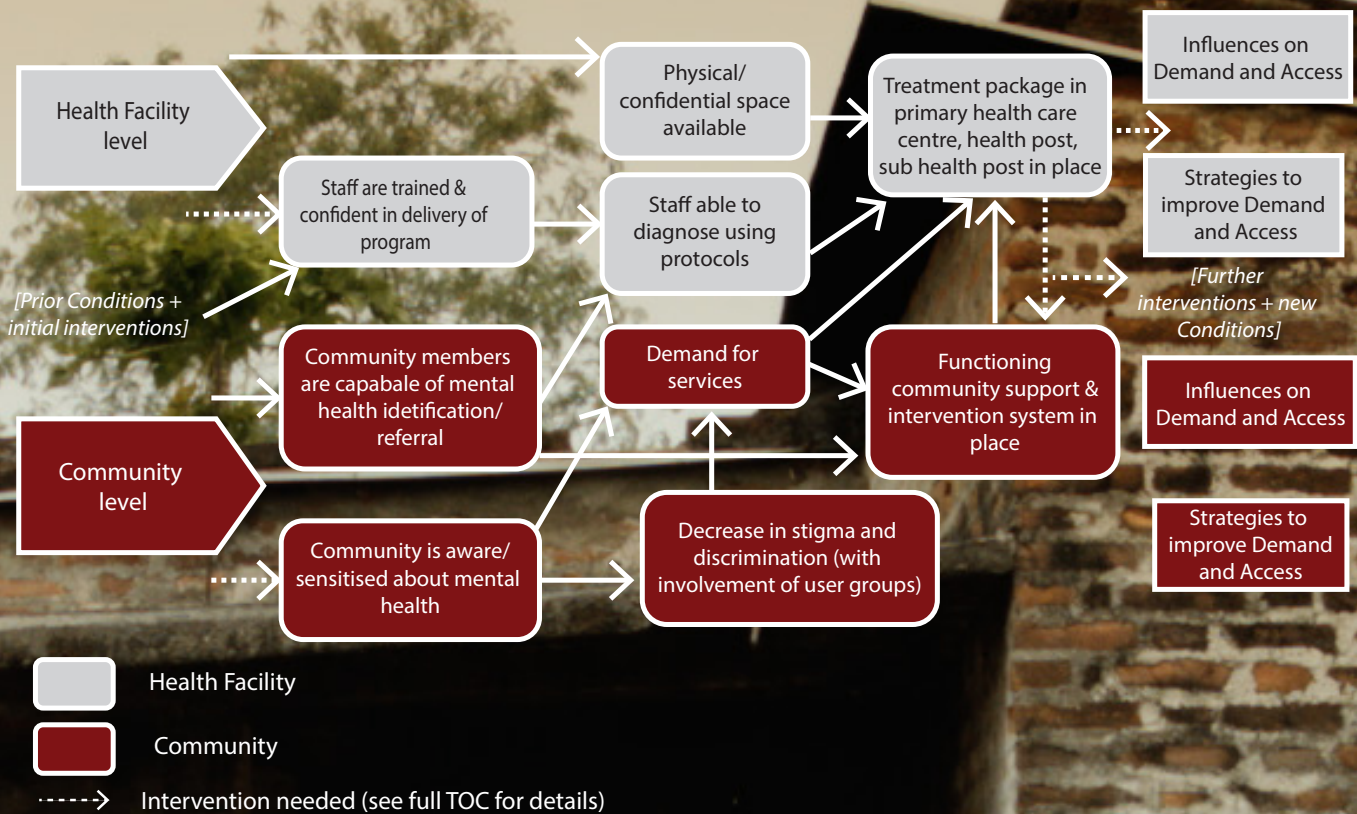 Health Facility
level
Physical/
confidential space
available
Treatment package in
primary health care
centre, health post,
sub health post in place
Influences on
Demand and Access
Staff are trained &
confident in delivery of
program
Staff able to
diagnose using
protocols
Strategies to
improve Demand
and Access
[Prior Conditions +
initial interventions]
[Further
interventions + new
Conditions]
Community
level
Community members
are capabale of mental
health idetification/
referral
Demand for
services
Functioning
community support &
intervention system in
place
Influences on
Demand and Access
Community is aware/
sensitised about mental
health
Decrease in stigma and
discrimination (with
involvement of user groups)
Strategies to
improve Demand
and Access
Health Facility
Community
Intervention needed (see full TOC for details)